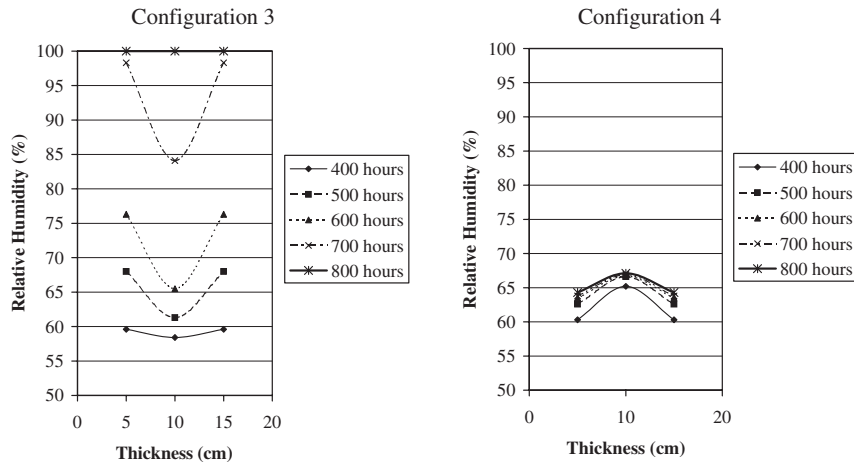 Configuration 3
100
95
90
85
80
75
70
65
60
55
50
0 5 10 15 20
Relative Humidity (%)
Thickness (cm)
400 hours
500 hours
600 hours
700 hours
800 hours
Configuration 4
100
95
90
85
80
75
70
65
60
55
50
0 10 20
Relative Humidity (%)
Thickness (cm)
400 hours
500 hours
600 hours
700 hours
800 hours